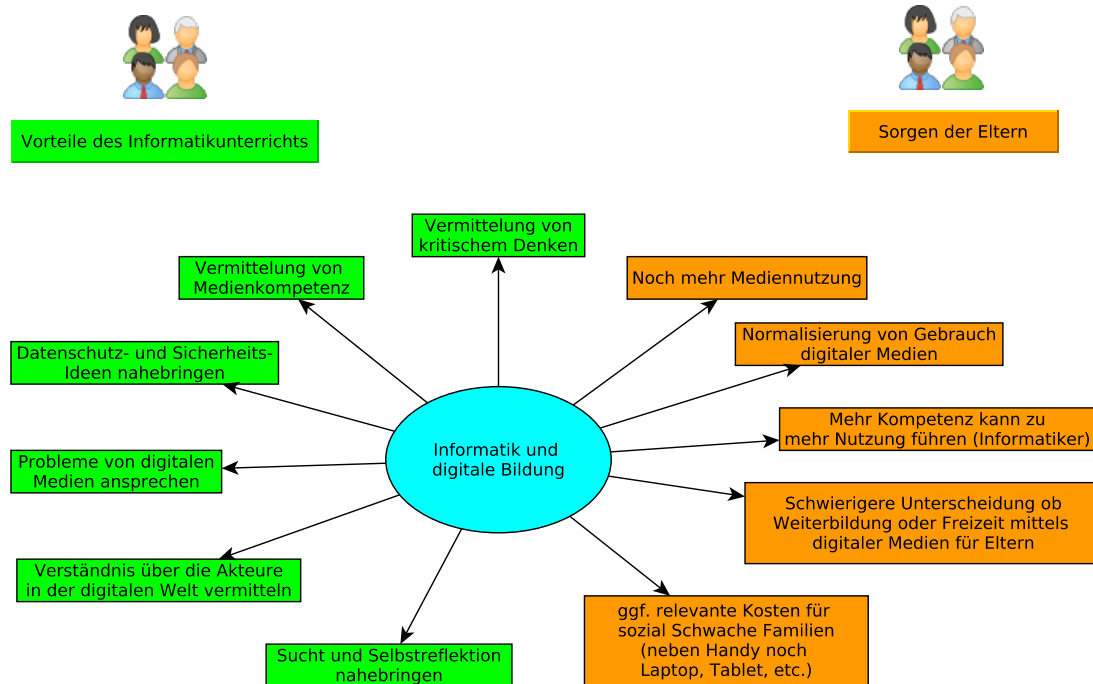 Vorteile des Informatikunterrichts
Sorgen der Eltern
Vermittelung von
kritischem Denken
Vermittelung von
Medienkompetenz
Noch mehr Mediennutzung
Datenschutz- und Sicherheits-
Ideen nahebringen
Normalisierung von Gebrauch
digitaler Medien
Mehr Kompetenz kann zu
mehr Nutzung führen (Informatiker)
Informatik und
digitale Bildung
Probleme von digitalen
Medien ansprechen
Schwierigere Unterscheidung ob
Weiterbildung oder Freizeit mittels
digitaler Medien für Eltern
Verständnis über die Akteure
in der digitalen Welt vermitteln
ggf. relevante Kosten für
sozial Schwache Familien
(neben Handy noch
Laptop, Tablet, etc.)
Sucht und Selbstreflektion
nahebringen